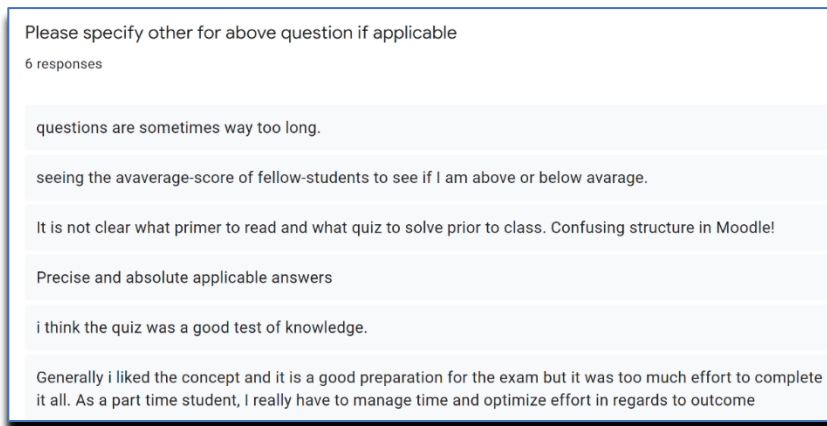 Please specify other for above question if applicable
6 responses
questions are sometimes way too long.
seeing the avaverage-score of fellow-students to see if I am above or below avarage.
It is not clear what primer to read and what quiz to solve prior to class. Confusing structure in Moodle!
Precise and absolute applicable answers
i think the quiz was a good test of knowledge.
Generally i liked the concept and it is a good preparation for the exam but it was too much effort to complete
it all. As a part time student, I really have to manage time and optimize effort in regards to outcome